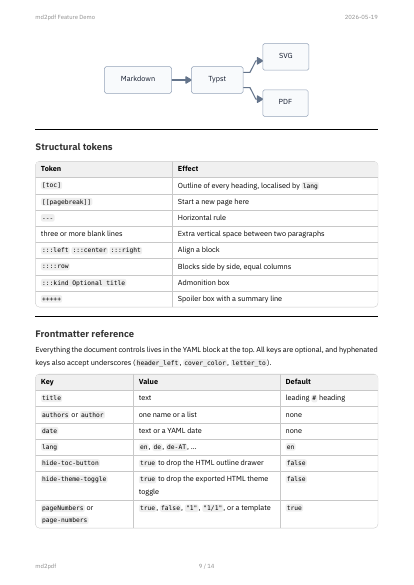 md2pdf Feature Demo 2026-05-19
Markdown Typst SVG
PDF
Structural tokens
Token Effect
[toc] Outline of every heading, localised by lang
[[pagebreak]] Start a new page here
--- Horizontal rule
three or more blank lines Extra vertical space between two paragraphs
:::left :::center :::right Align a block
::::row Blocks side by side, equal columns
:::kind Optional title Admonition box
+++++ Spoiler box with a summary line
Frontmatter reference
Everything the document controls lives in the YAML block at the top. All keys are optional, and hyphenated
keys also accept underscores (header_left, cover_color, letter_to).
Key Value Default
title text leading # heading
authors or author one name or a list none
date text or a YAML date none
lang en, de, de-AT, … en
hide-toc-button true to drop the HTML outline drawer false
hide-theme-toggle true to drop the exported HTML theme false
toggle
pageNumbers or true, false, "1", "1/1", or a template true
page-numbers
md2pdf 9 / 14